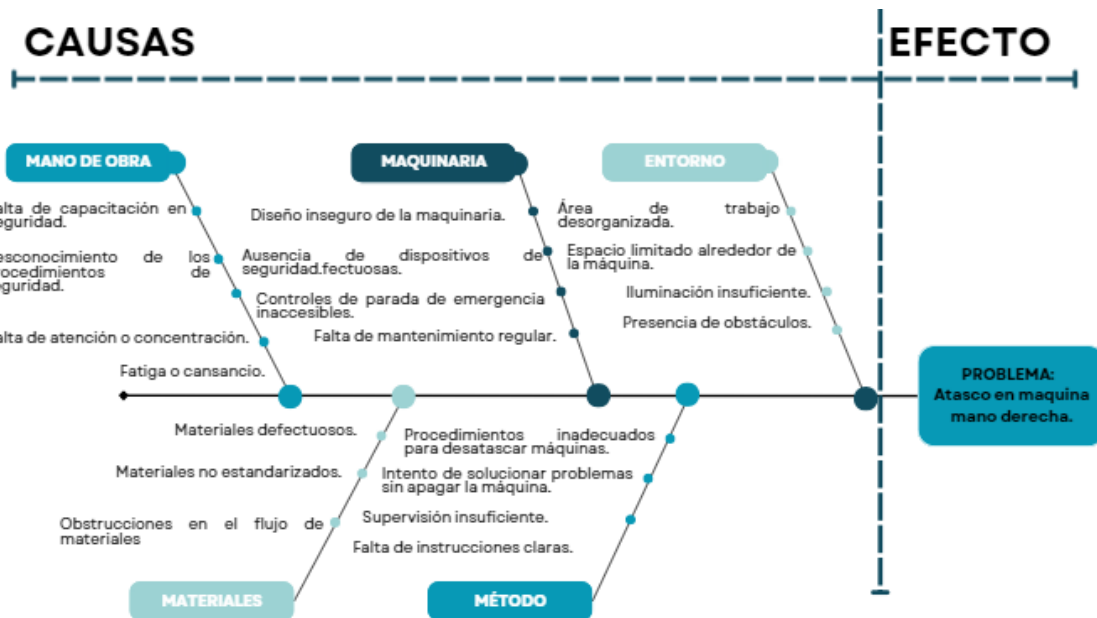 CAUSAS
EFECTO
MANO DE OBRA
MAQUINARIA
ENTORNO
alta de capacitación en
eguridad.
esconocimiento de los
rocedimientos de
eguridad.
alta de atención o concentración.
Fatiga o cansancio.
Diseño inseguro de la maquinaria.
Ausencia de dispositivos de
seguridad.fectuosas.
Controles de parada de emergencia
inaccesibles.
Falta de mantenimiento regular.
Área de trabajo
desorganizada.
Espacio limitado alrededor de
la máquina.
Iluminación insuficiente.
Presencia de obstáculos.
PROBLEMA:
Atasco en maquina
mano derecha.
Materiales defectuosos.
Materiales no estandarizados.
Obstrucciones en el flujo de
materiales
Procedimientos inadecuados
para desatascar máquinas.
Intento de solucionar problemas
sin apagar la máquina.
Supervisión insuficiente.
Falta de instrucciones claras.
MATERIALES
MÉTODO